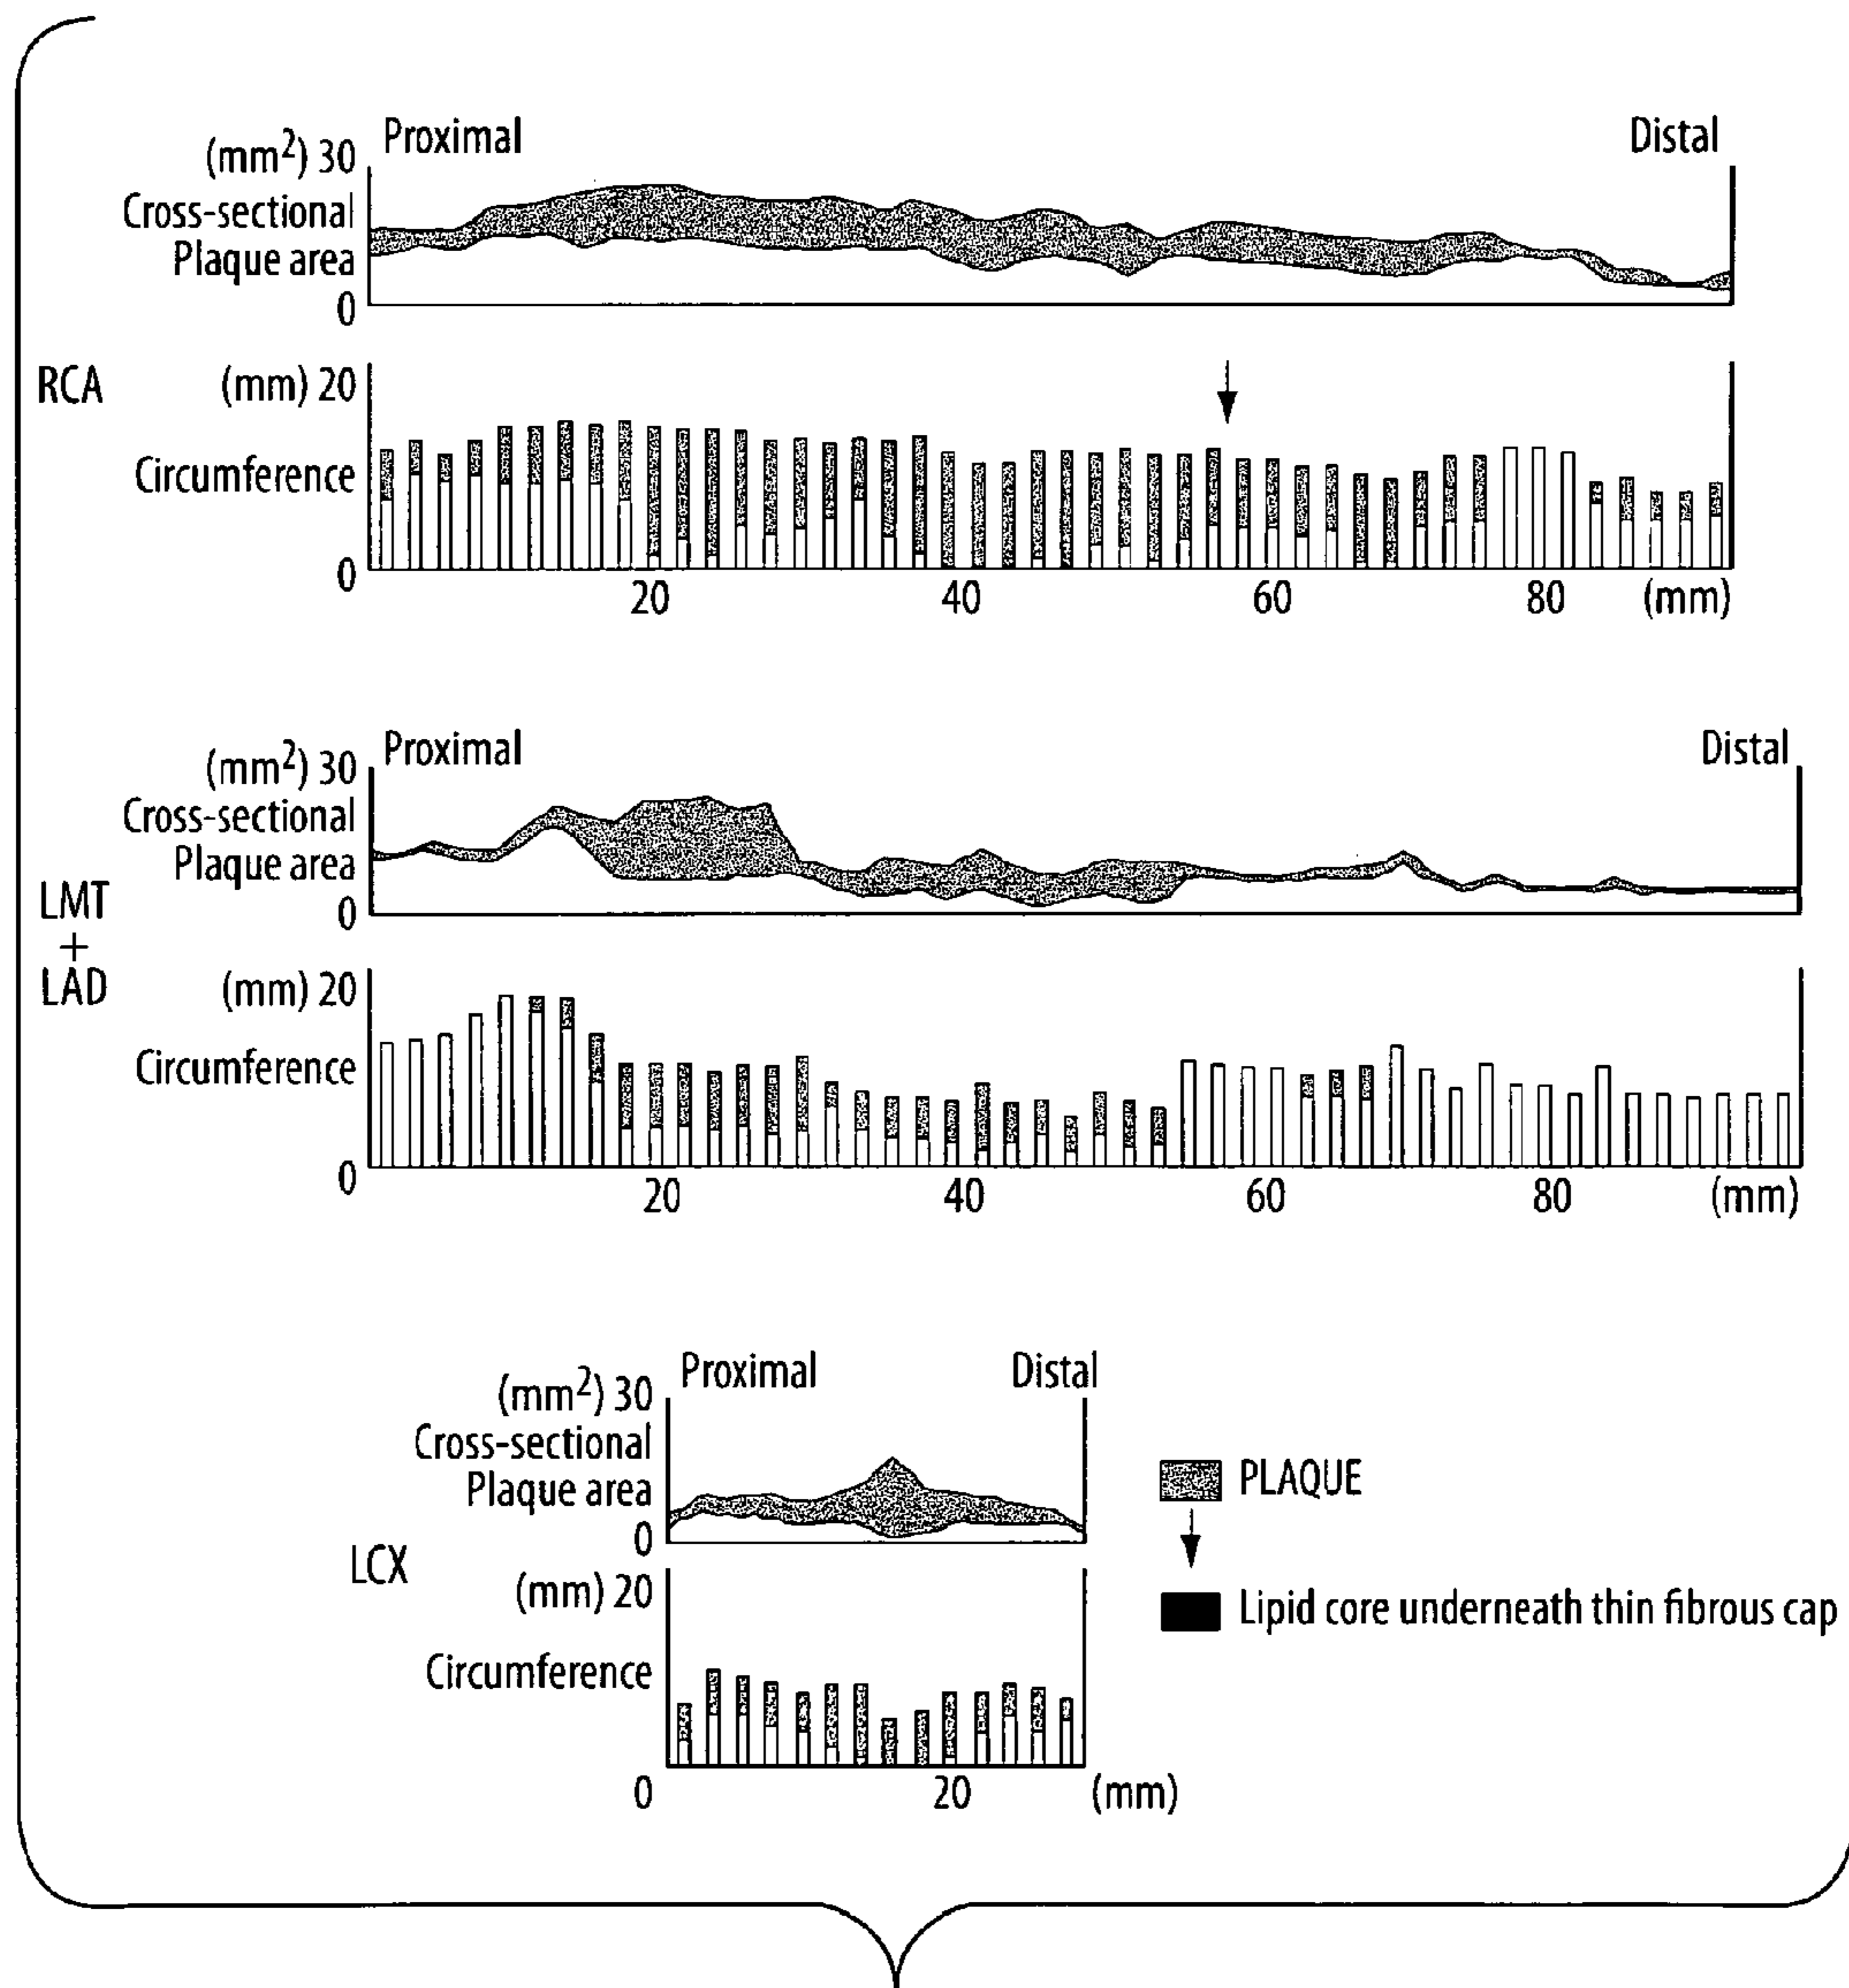 Proximal
Distal
(mm²) 30
Cross-sectional
Plaque area
0
RCA
(mm) 20
Circumference
0
20
40
60
80
(mm)
Proximal
Distal
(mm²) 30
Cross-sectional
Plaque area
0
LMT
+
LAD
(mm) 20
Circumference
0
20
40
60
80
(mm)
Proximal
Distal
(mm²) 30
Cross-sectional
Plaque area
0
LCX
(mm) 20
Circumference
0
20
(mm)
PLAQUE
Lipid core underneath thin fibrous cap